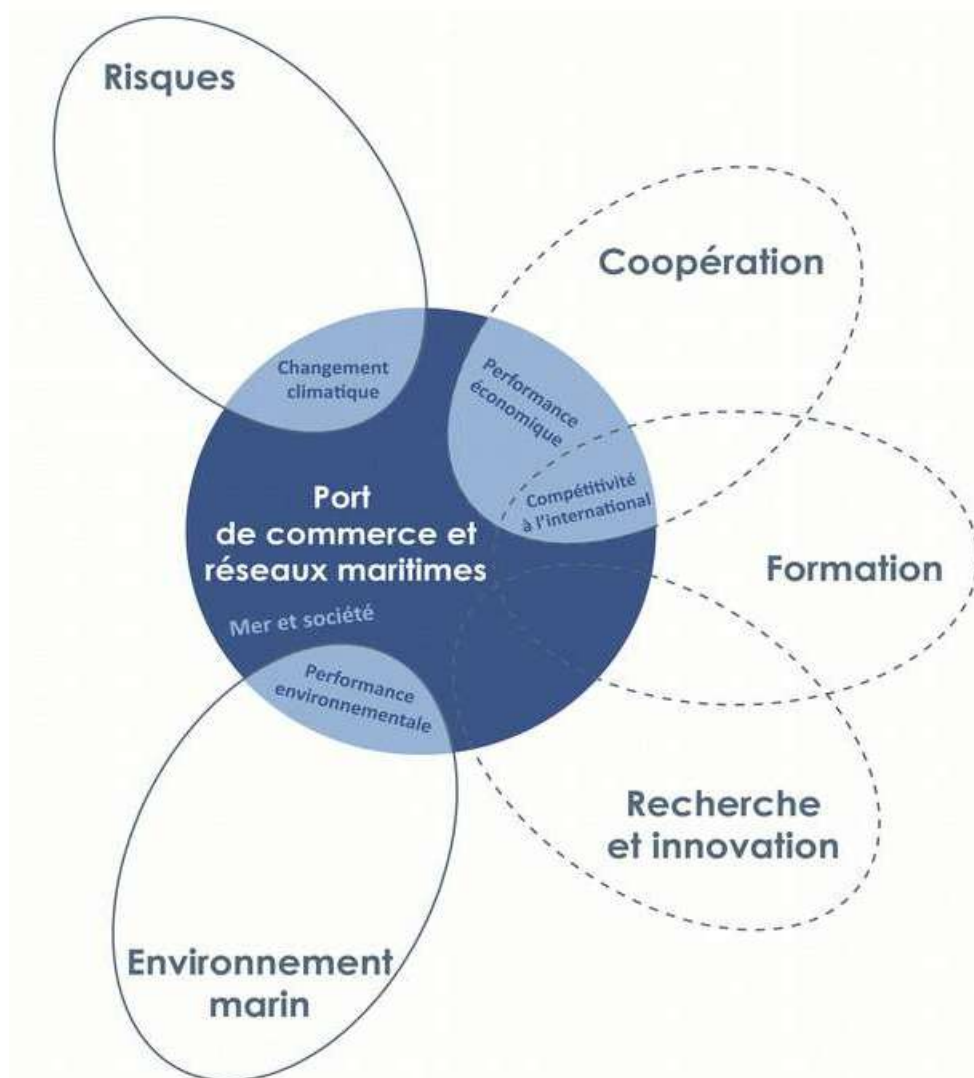 Risques
Coopération
Changement
climatique
Performance
économique
Compétitivité
à l'international
Port
de commerce et
réseaux maritimes
Formation
Mer et société
Performance
environnementale
Recherche
et innovation
Environnement
marin